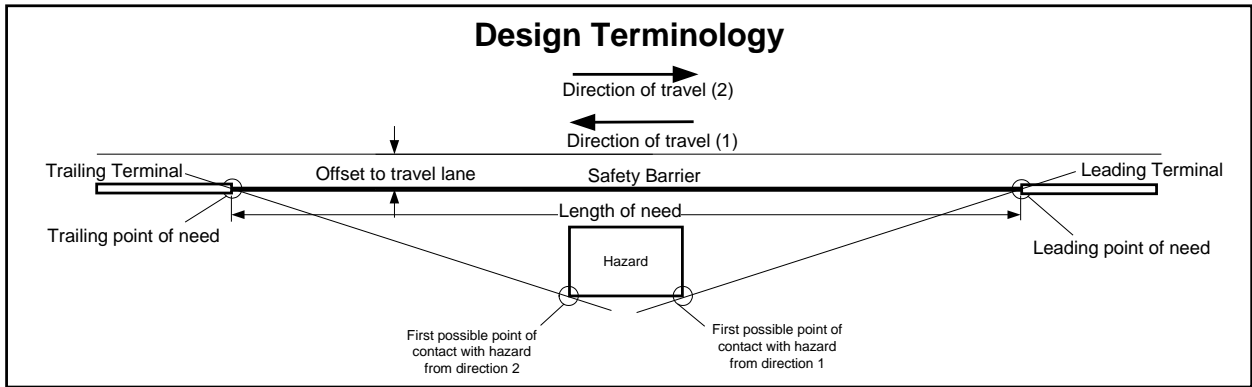 Design Terminology
Direction of travel (2)
Direction of travel (1)
Trailing Terminal
Offset to travel lane
Safety Barrier
Leading Terminal
Length of need
Trailing point of need
Leading point of need
Hazard
First possible point of
contact with hazard
from direction 2
First possible point of
contact with hazard
from direction 1